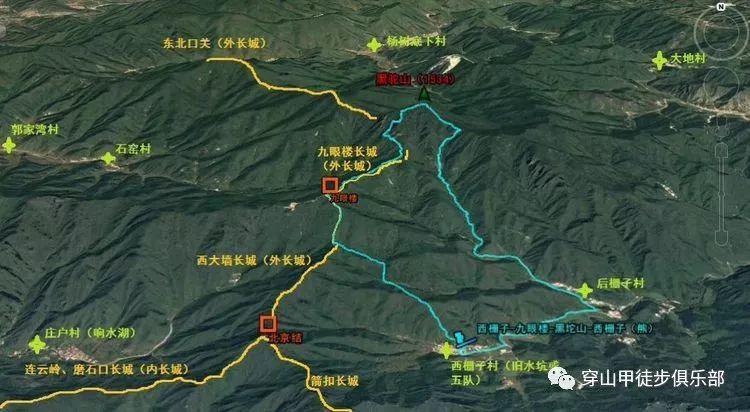 N
东北口关（外长城）
杨树底下村
大地村
黑驼山（1534）
郭家湾村
石窑村
九眼楼长城
（外长城）
九眼楼
西大墙长城（外长城）
后栅子村
西栅子-九眼楼-黑坨山-西栅子（熊）
北京结
庄户村（响水湖）
连云岭、磨石口长城（内长城）
箭扣长城
西栅子村（旧水坑或
五队）
穿山甲徒步俱乐部